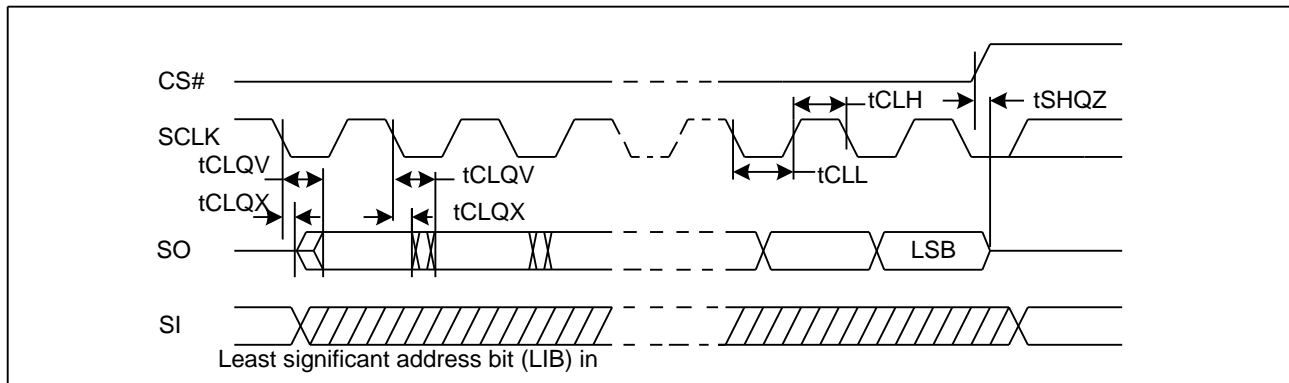 CS#
tCLH
tSHQZ
SCLK
tCLQV
tCLQV
tCLL
tCLQX
tCLQX
SO
LSB
SI
Least significant address bit (LIB) in